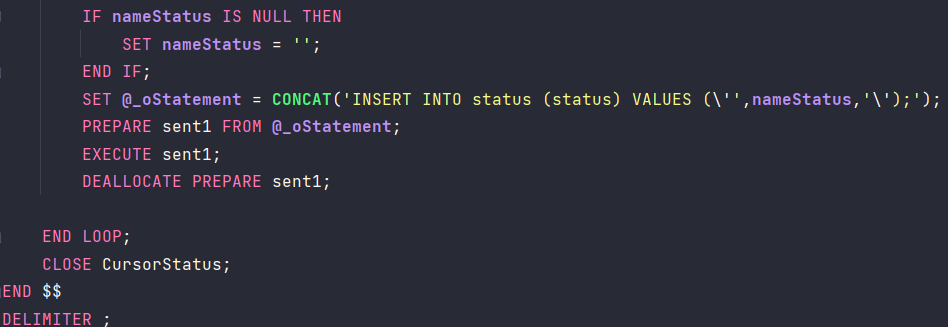 IF nameStatus IS NULL THEN
SET nameStatus = '';
END IF;
SET @_oStatement = CONCAT('INSERT INTO status (status) VALUES (\'',nameStatus,'\');');
PREPARE sent1 FROM @_oStatement;
EXECUTE sent1;
DEALLOCATE PREPARE sent1;
END LOOP;
CLOSE CursorStatus;
END $$
DELIMITER ;